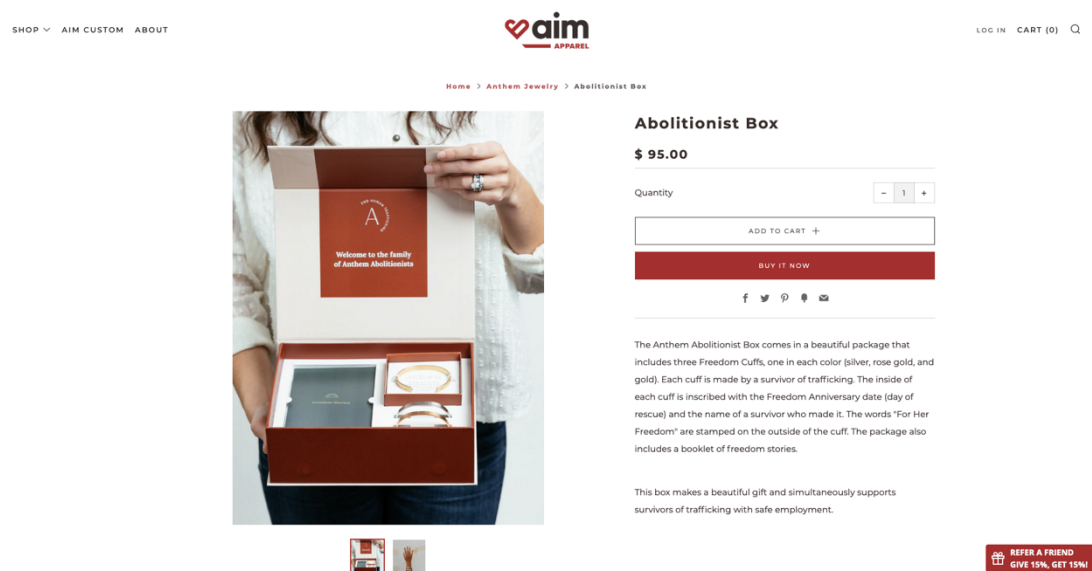 SHOP
AIM CUSTOM
ABOUT
aim
APPAREL
LOG IN
CART (0)
Home > Anthem Jewelry > Abolitionist Box
A
Welcome to the family
of Anthem Abolitionists
Abolitionist Box
$ 95.00
Quantity
− 1 +
ADD TO CART +
BUY IT NOW
The Anthem Abolitionist Box comes in a beautiful package that
includes three Freedom Cuffs, one in each color (silver, rose gold, and
gold). Each cuff is made by a survivor of trafficking. The inside of
each cuff is inscribed with the Freedom Anniversary date (day of
rescue) and the name of a survivor who made it. The words "For Her
Freedom" are stamped on the outside of the cuff. The package also
includes a booklet of freedom stories.
This box makes a beautiful gift and simultaneously supports
survivors of trafficking with safe employment.
REFER A FRIEND
GIVE 15%, GET 15%!